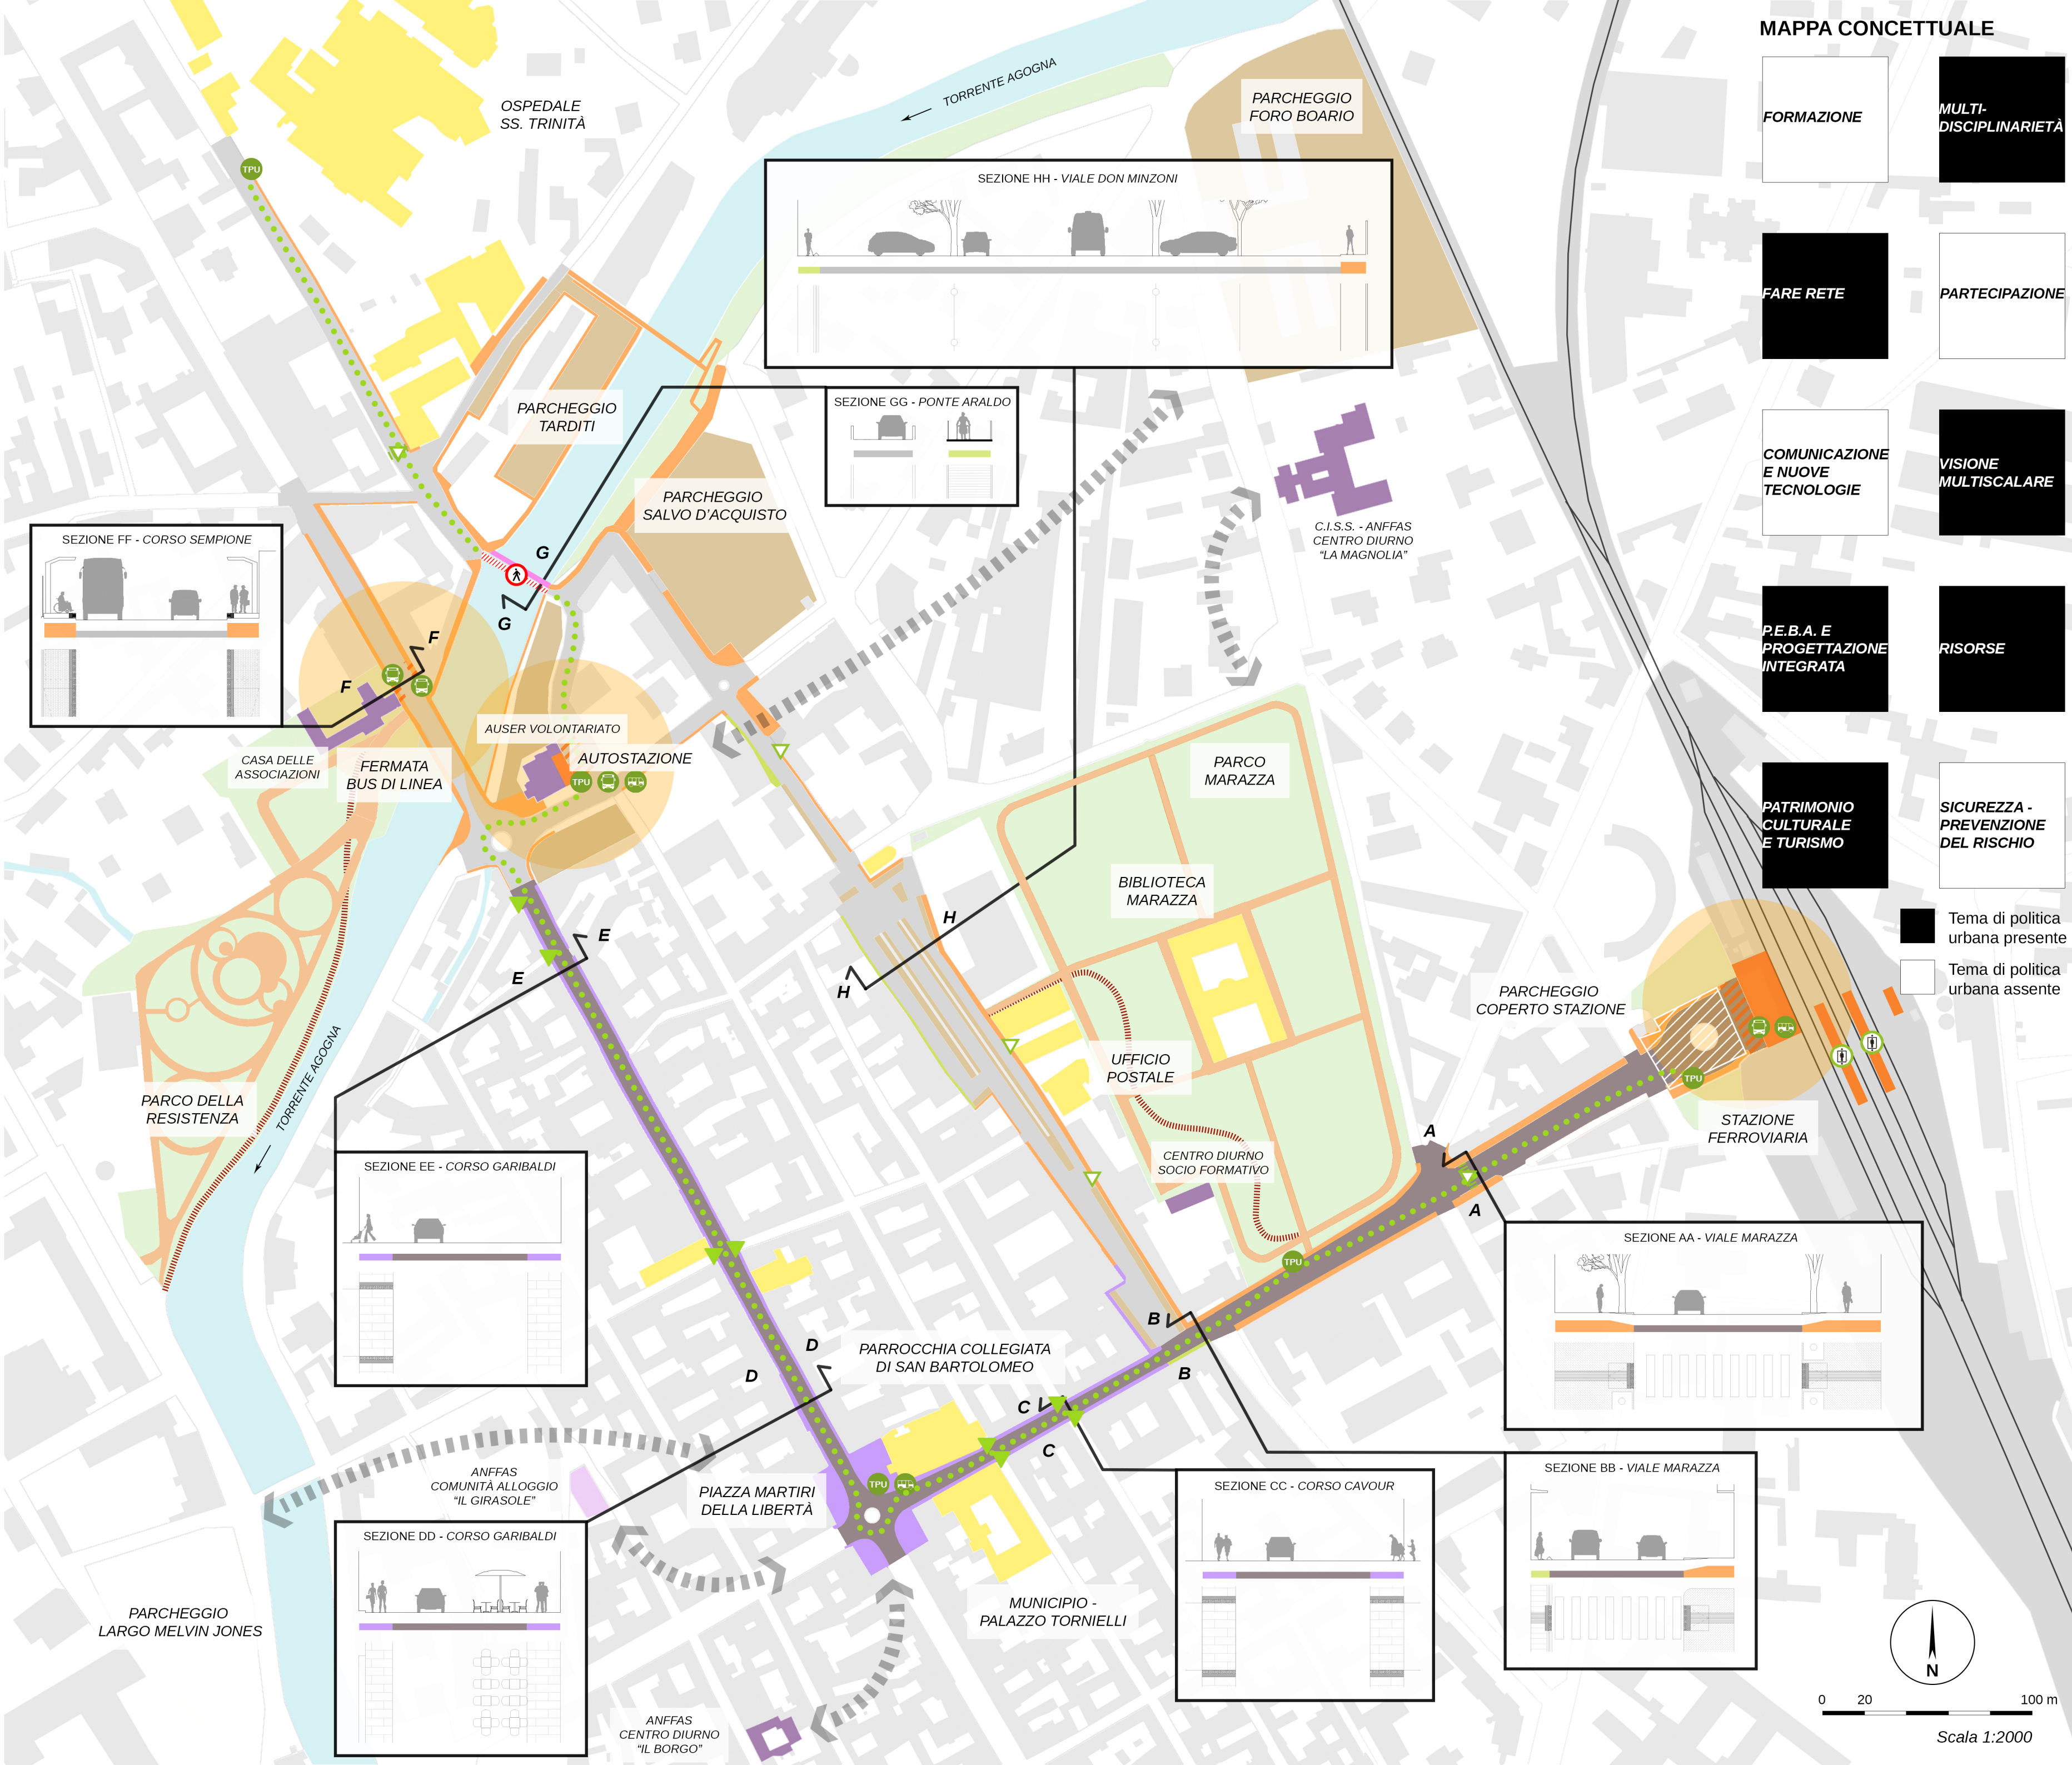 MAPPA CONCETTUALE
FORMAZIONE
MULTI-
DISCIPLINARIETÀ
FARE RETE
PARTECIPAZIONE
COMUNICAZIONE
E NUOVE
TECNOLOGIE
VISIONE
MULTISCALARE
P.E.B.A. E
PROGETTAZIONE
INTEGRATA
RISORSE
PATRIMONIO
CULTURALE
E TURISMO
SICUREZZA -
PREVENZIONE
DEL RISCHIO
Tema di politica
urbana presente
Tema di politica
urbana assente
OSPEDALE
SS. TRINITÀ
TORRENTE AGOGNA
PARCHEGGIO
FORO BOARIO
TPU
SEZIONE HH - VIALE DON MINZONI
PARCHEGGIO
TARDITI
SEZIONE GG - PONTE ARALDO
PARCHEGGIO
SALVO D'ACQUISTO
C.I.S.S. - ANFFAS
CENTRO DIURNO
“LA MAGNOLIA”
SEZIONE FF - CORSO SEMPIONE
G
G
F
F
AUSER VOLONTARIATO
AUTOSTAZIONE
TPU
CASA DELLE
ASSOCIAZIONI
FERMATA
BUS DI LINEA
PARCO
MARAZZA
BIBLIOTECA
MARAZZA
H
H
E
E
PARCHEGGIO
COPERTO STAZIONE
TPU
UFFICIO
POSTALE
STAZIONE
FERROVIARIA
PARCO DELLA
RESISTENZA
TORRENTE AGOGNA
CENTRO DIURNO
SOCIO FORMATIVO
A
A
TPU
SEZIONE EE - CORSO GARIBALDI
SEZIONE AA - VIALE MARAZZA
B
B
D
D
PARROCCHIA COLLEGIATA
DI SAN BARTOLOMEO
C
C
ANFFAS
COMUNITÀ ALLOGGIO
“IL GIRASOLE”
PIAZZA MARTIRI
DELLA LIBERTÀ
TPU
SEZIONE CC - CORSO CAVOUR
SEZIONE BB - VIALE MARAZZA
SEZIONE DD - CORSO GARIBALDI
PARCHEGGIO
LARGO MELVIN JONES
MUNICIPIO -
PALAZZO TORNIELLI
ANFFAS
CENTRO DIURNO
“IL BORGO”
N
0 20 100 m
Scala 1:2000